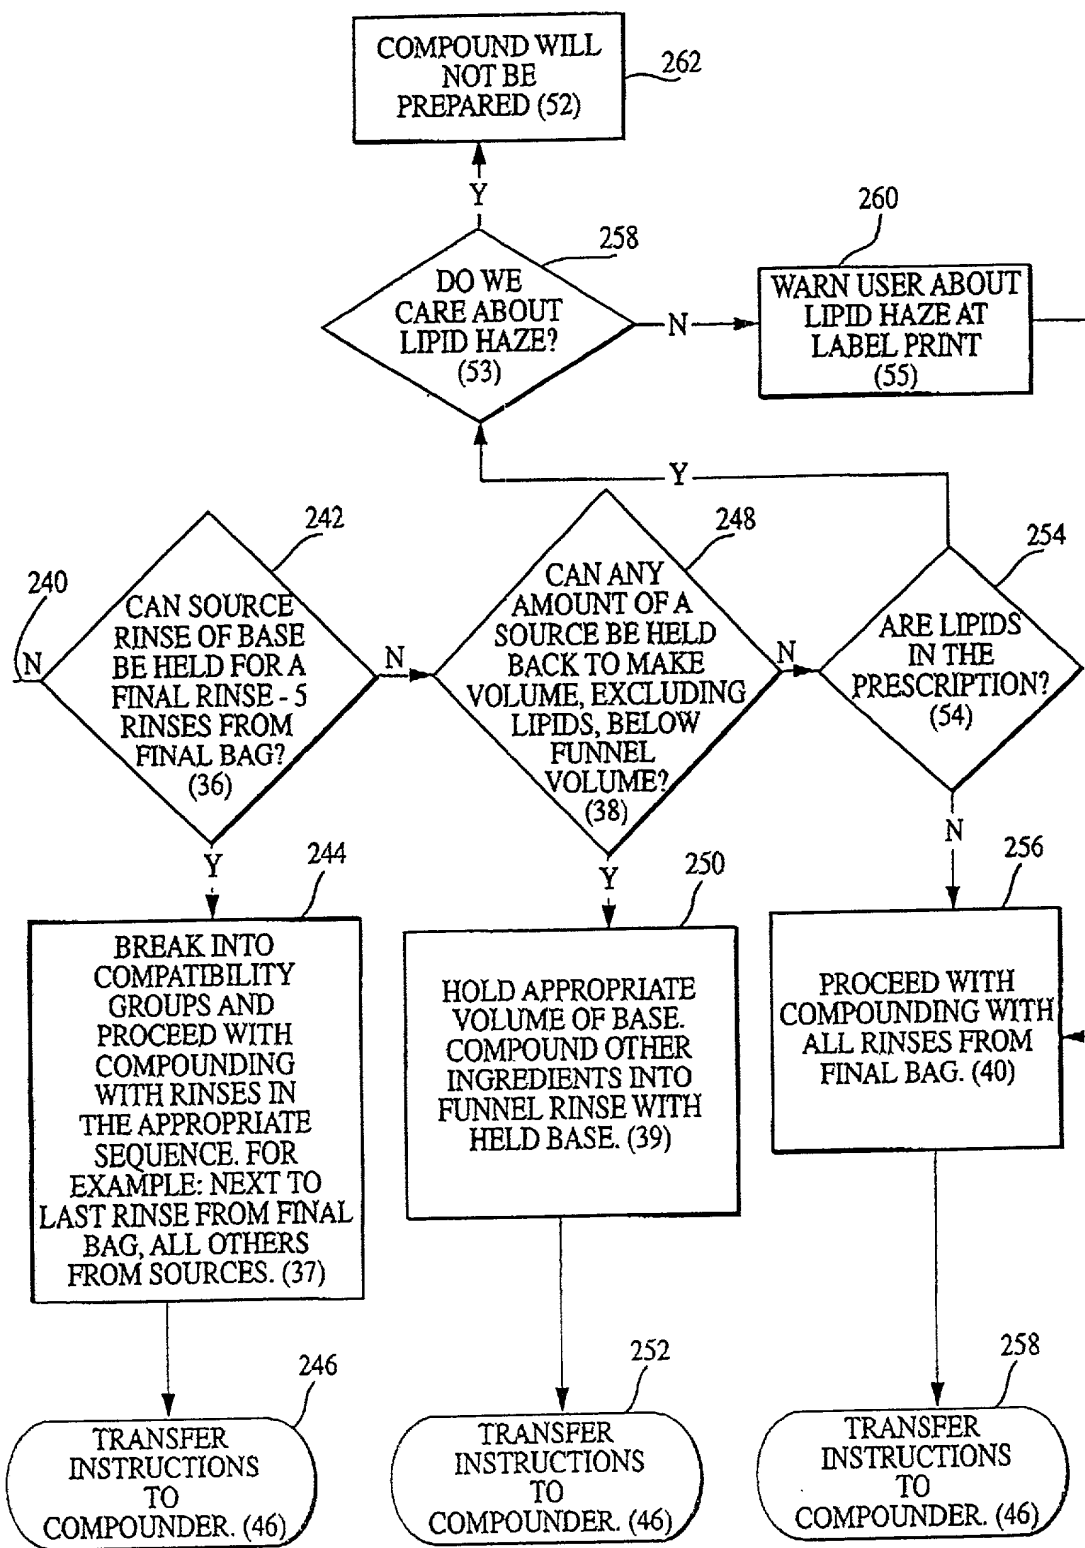 COMPOUND WILL
NOT BE
PREPARED (52)
262
Y
258
DO WE
CARE ABOUT
LIPID HAZE?
(53)
N
260
WARN USER ABOUT
LIPID HAZE AT
LABEL PRINT
(55)
Y
240
N
242
CAN SOURCE
RINSE OF BASE
BE HELD FOR A
FINAL RINSE - 5
RINSES FROM
FINAL BAG?
(36)
N
248
CAN ANY
AMOUNT OF A
SOURCE BE HELD
BACK TO MAKE
VOLUME, EXCLUDING
LIPIDS, BELOW
FUNNEL
VOLUME?
(38)
N
254
ARE LIPIDS
IN THE
PRESCRIPTION?
(54)
Y
244
BREAK INTO
COMPATIBILITY
GROUPS AND
PROCEED WITH
COMPOUNDING
WITH RINSES IN
THE APPROPRIATE
SEQUENCE. FOR
EXAMPLE: NEXT TO
LAST RINSE FROM FINAL
BAG, ALL OTHERS
FROM SOURCES. (37)
Y
250
HOLD APPROPRIATE
VOLUME OF BASE.
COMPOUND OTHER
INGREDIENTS INTO
FUNNEL RINSE WITH
HELD BASE. (39)
N
256
PROCEED WITH
COMPOUNDING WITH
ALL RINSES FROM
FINAL BAG. (40)
246
TRANSFER
INSTRUCTIONS
TO
COMPOUNDER. (46)
252
TRANSFER
INSTRUCTIONS
TO
COMPOUNDER. (46)
258
TRANSFER
INSTRUCTIONS
TO
COMPOUNDER. (46)